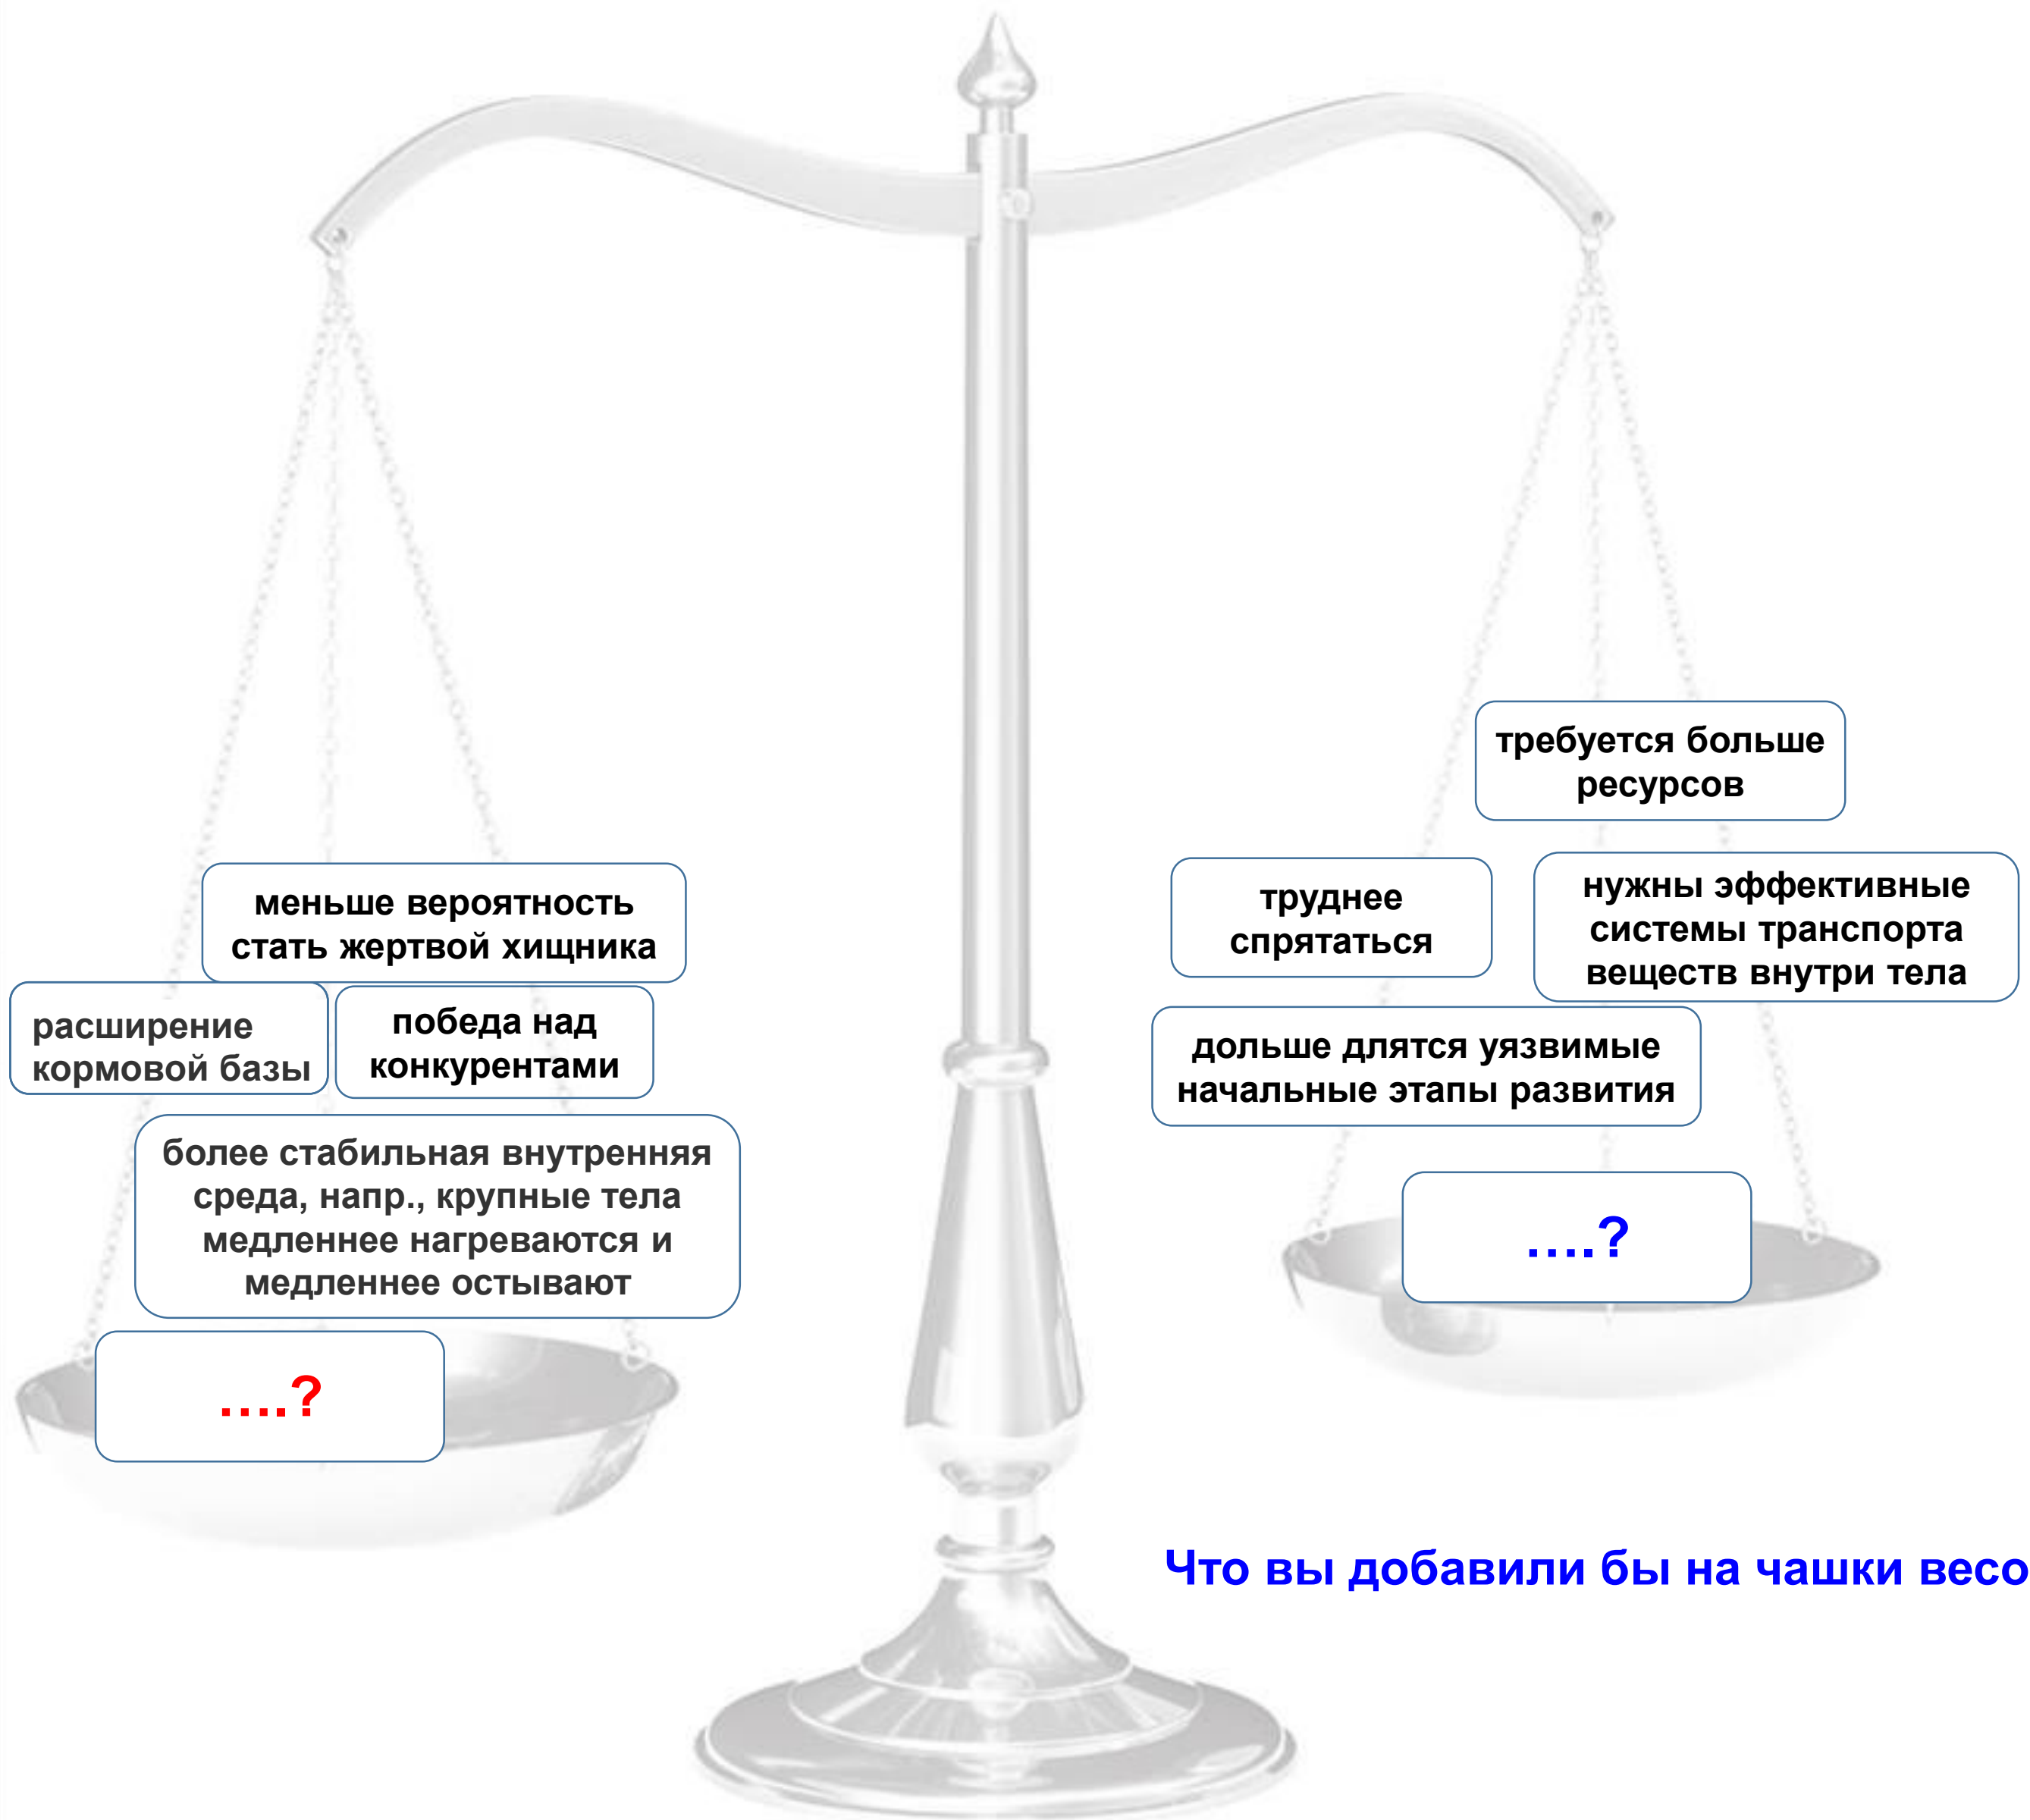 меньше вероятность
стать жертвой хищника
расширение
кормовой базы
победа над
конкурентами
более стабильная внутренняя
среда, напр., крупные тела
медленнее нагреваются и
медленнее остывают
....?
требуется больше
ресурсов
труднее
спрятаться
нужны эффективные
системы транспорта
веществ внутри тела
дольше длятся уязвимые
начальные этапы развития
....?
Что вы добавили бы на чашки весо